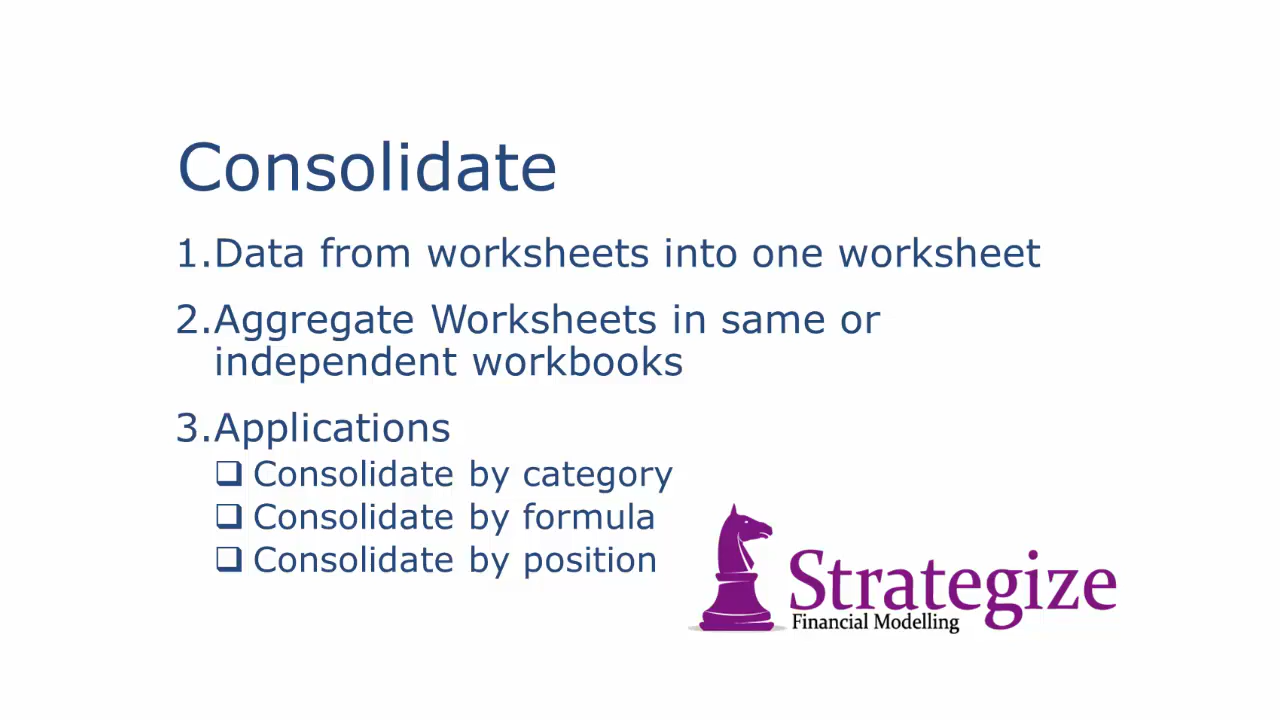 Consolidate
1.Data from worksheets into one worksheet
2.Aggregate Worksheets in same or
independent workbooks
3.Applications
❑ Consolidate by category
❑ Consolidate by formula
❑ Consolidate by position
Strategize
Financial Modelling